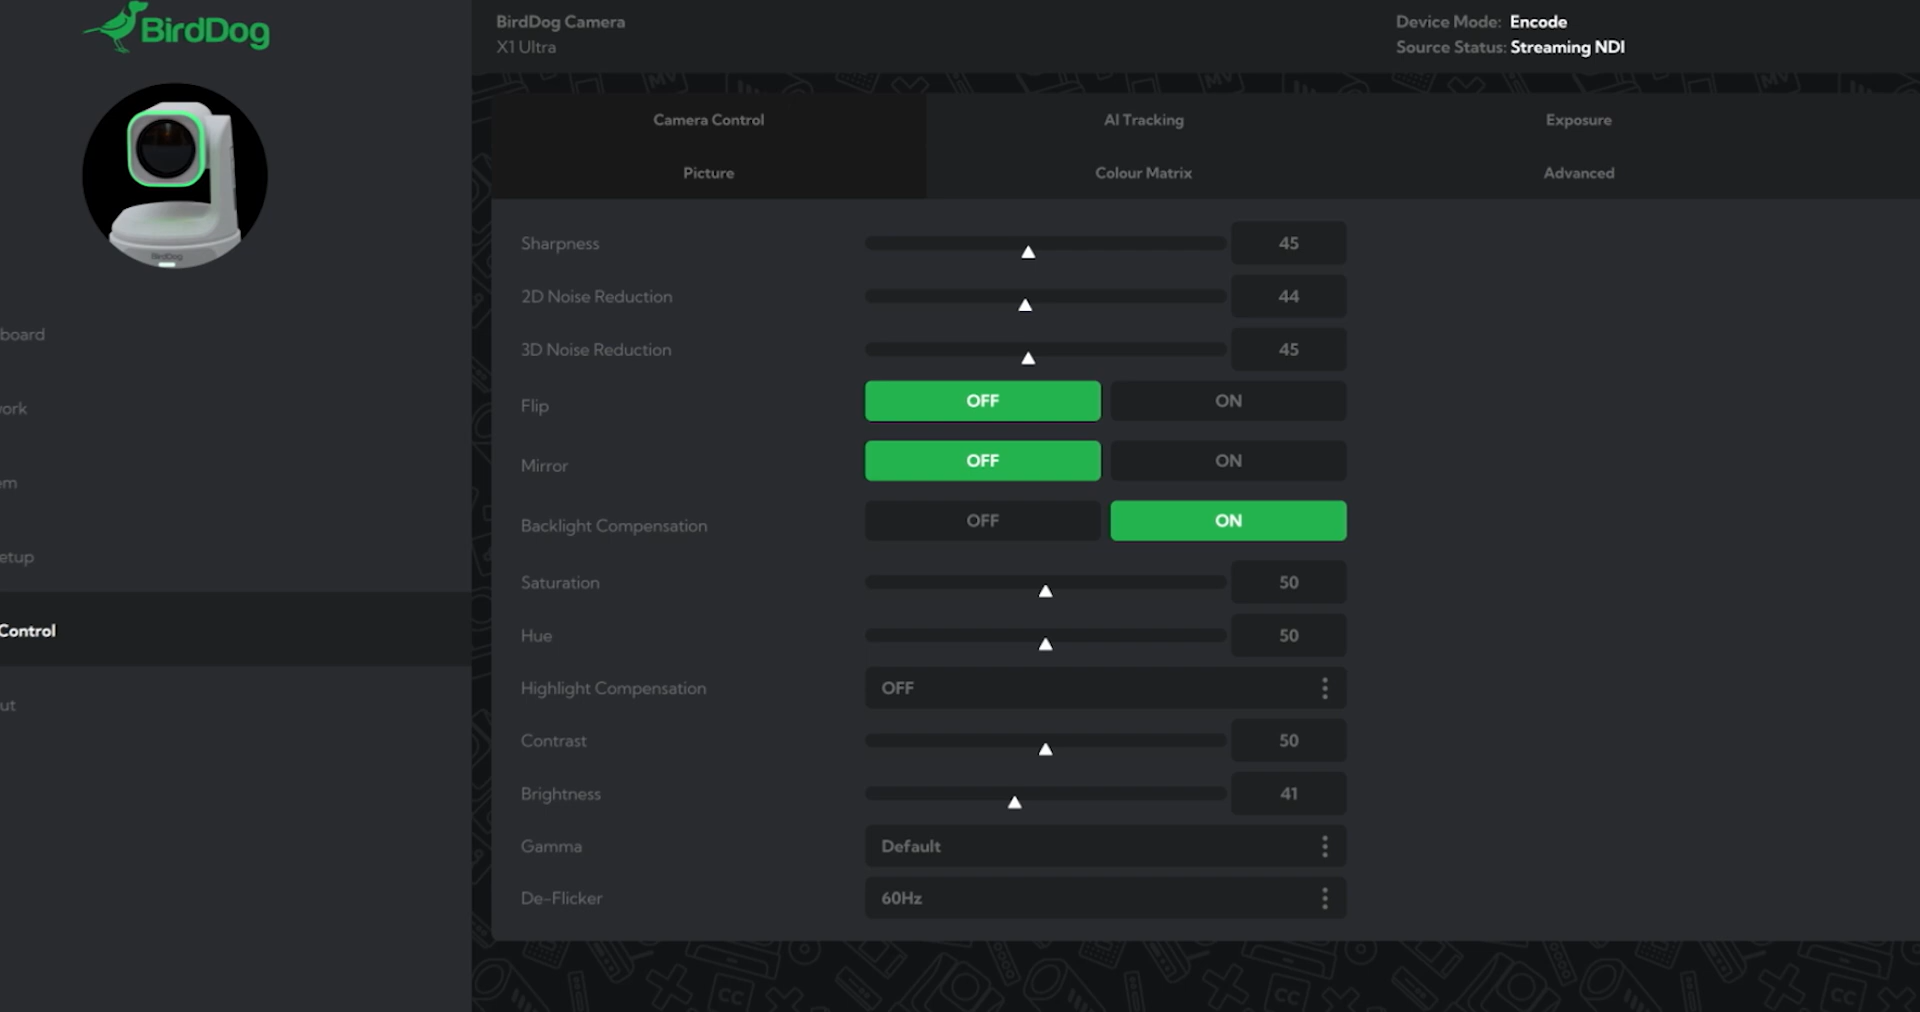 BirdDog
BirdDog Camera
X1 Ultra
Device Mode: Encode
Source Status: Streaming NDI
Camera Control
AI Tracking
Exposure
Picture
Colour Matrix
Advanced
board
ork
em
etup
Control
ut
Sharpness
45
2D Noise Reduction
44
3D Noise Reduction
45
Flip
OFF
ON
Mirror
OFF
ON
Backlight Compensation
OFF
ON
Saturation
50
Hue
50
Highlight Compensation
OFF
Contrast
50
Brightness
41
Gamma
Default
De-Flicker
60Hz